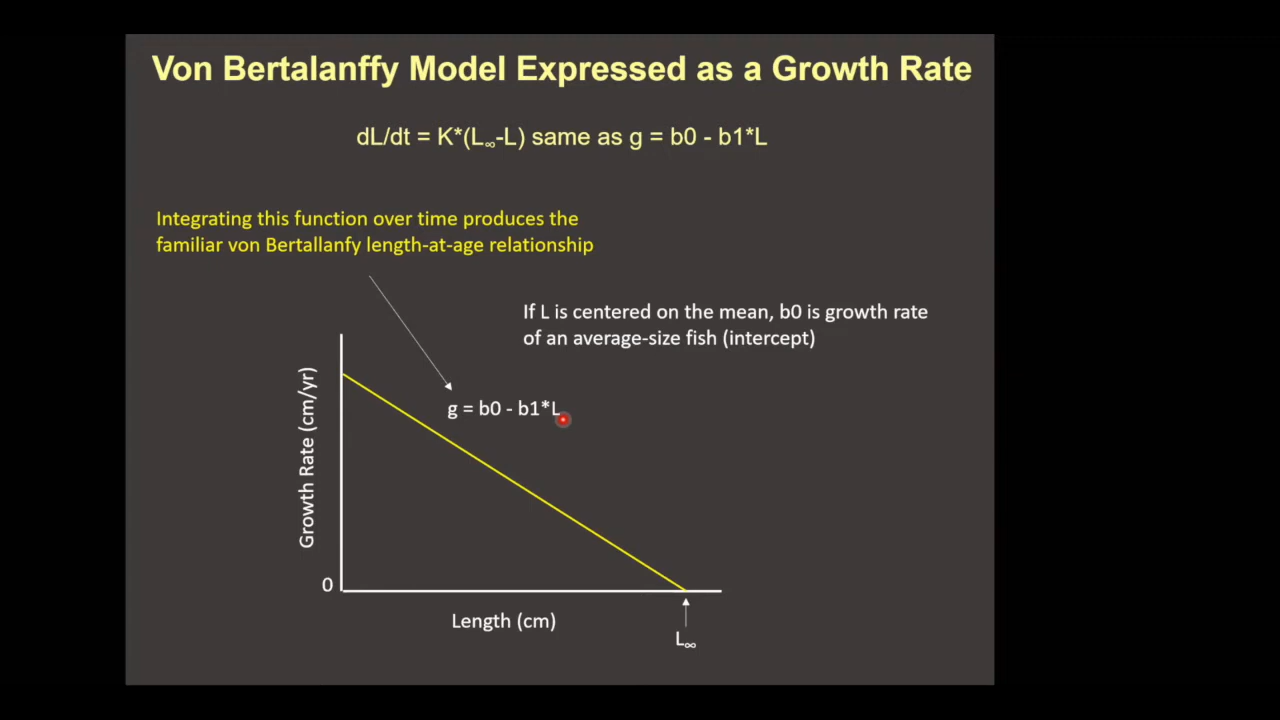 Von Bertalanffy Model Expressed as a Growth Rate
dL/dt = K*(L∞-L) same as g = b0 - b1*L
Integrating this function over time produces the
familiar von Bertallanfy length-at-age relationship
If L is centered on the mean, b0 is growth rate
of an average-size fish (intercept)
g = b0 - b1*L
Growth Rate (cm/yr)
0
Length (cm)
L∞